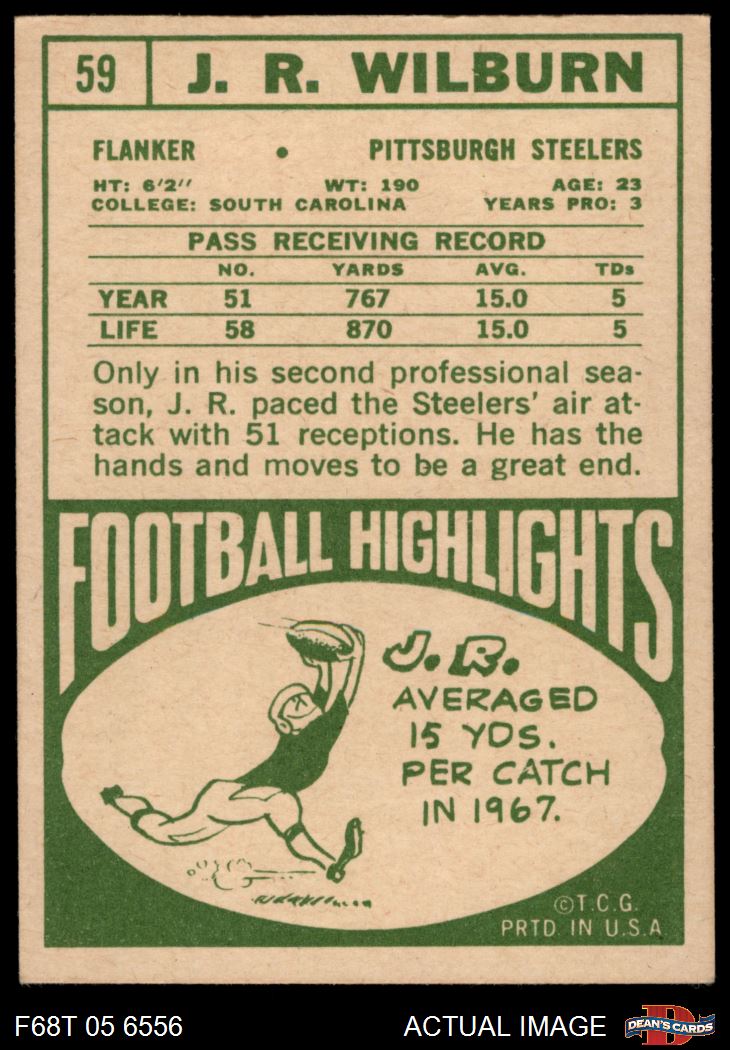 59 J. R. WILBURN
FLANKER • PITTSBURGH STEELERS
HT: 6'2'' WT: 190 AGE: 23
COLLEGE: SOUTH CAROLINA YEARS PRO: 3
PASS RECEIVING RECORD
NO. YARDS AVG. TDs
YEAR 51 767 15.0 5
LIFE 58 870 15.0 5
Only in his second professional sea-
son, J. R. paced the Steelers' air at-
tack with 51 receptions. He has the
hands and moves to be a great end.
FOOTBALL HIGHLIGHTS
J. R.
AVERAGED
15 YDS.
PER CATCH
IN 1967.
© T.C.G.
PRTD. IN U.S.A
F68T 05 6556 ACTUAL IMAGE D DEAN'S CARDS